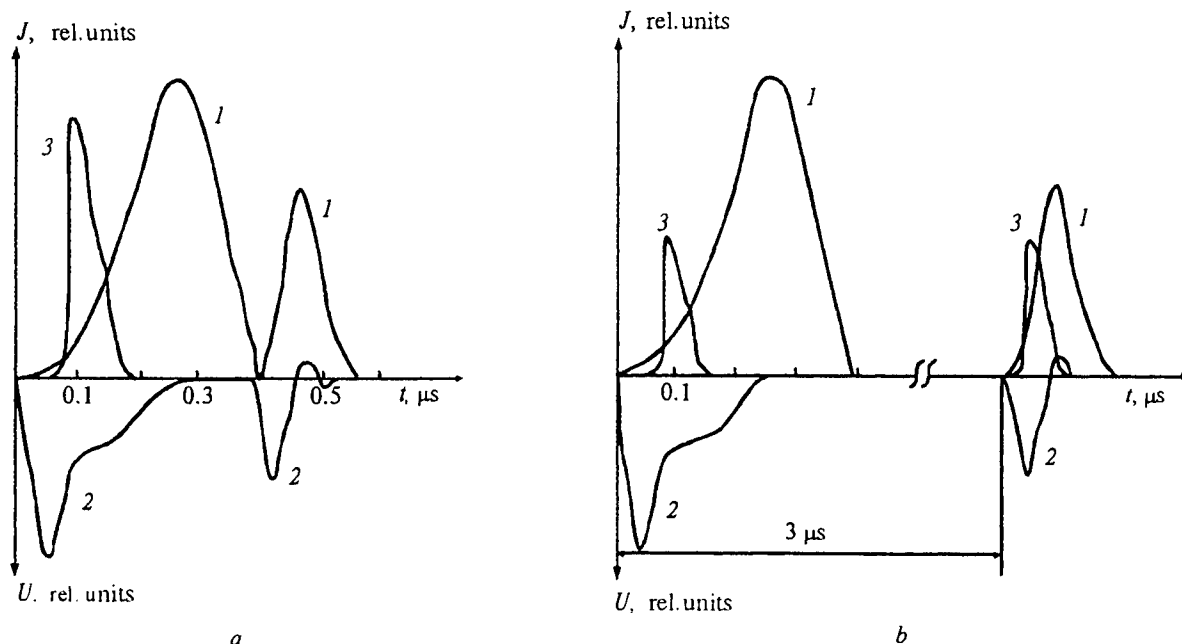 J, rel.units
3
1
1
0.1
0.3
0.5
t, μs
2
2
U. rel. units
a
J, rel.units
1
3
3
1
0.1
t, μs
2
2
3 μs
U, rel.units
b